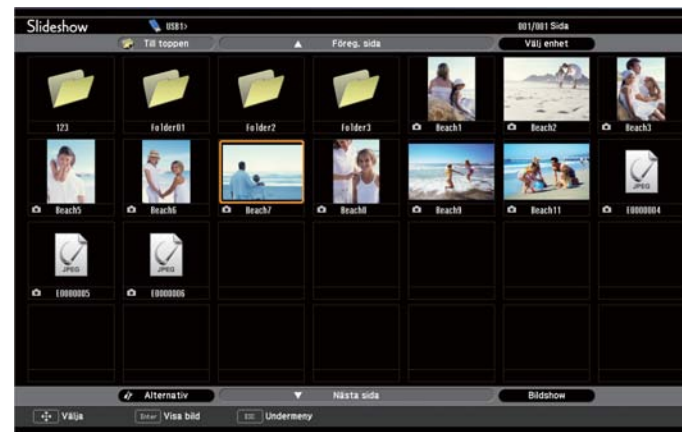 Slideshow USB1> 001/001 Sida
Till toppen ▲ Föreg. sida Välj enhet
123 Folder01 Folder2 Folder3 Beach1 Beach2 Beach3
JPEG
Beach5 Beach6 Beach7 Beach8 Beach9 Beach11 E0000004
JPEG JPEG
E0000005 E0000006
Alternativ ▼ Nästa sida Bildshow
Välja Enter Visa bild ESC Undermeny